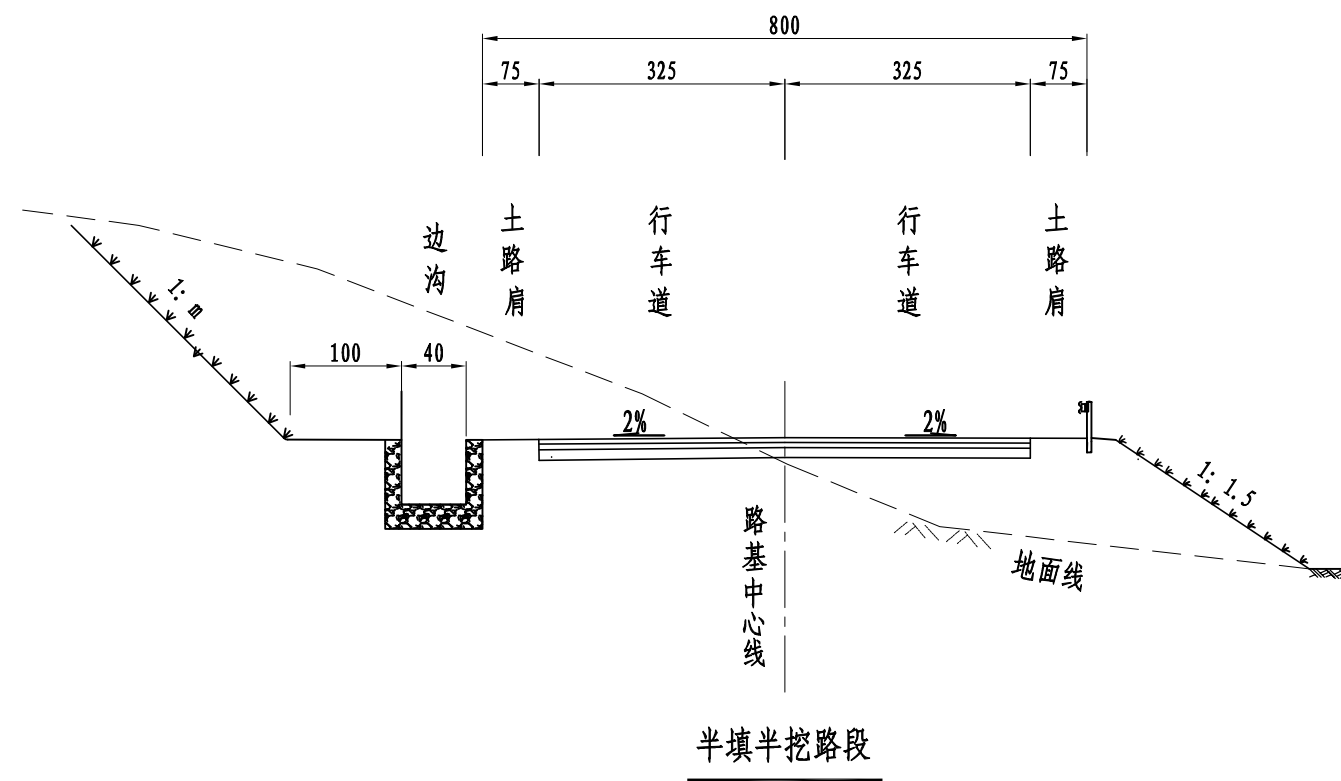 800
75
325
325
75
边沟
土路肩
行车道
行车道
土路肩
1: m
100
40
2%
2%
1: 1.5
路基中心线
地面线
半填半挖路段